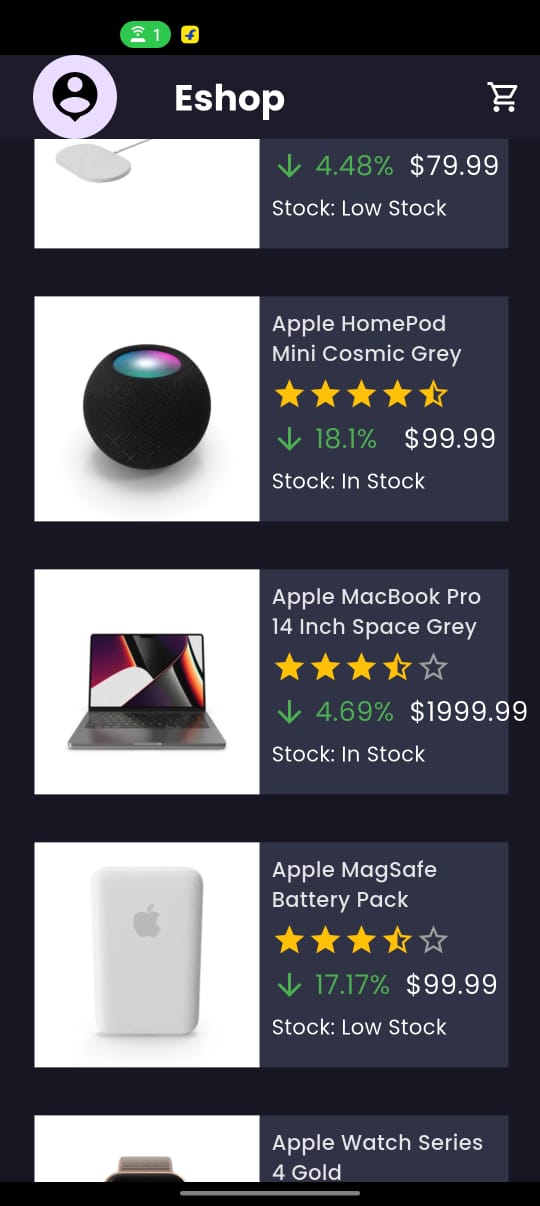 1
Eshop
4.48% $79.99
Stock: Low Stock
Apple HomePod
Mini Cosmic Grey
18.1% $99.99
Stock: In Stock
Apple MacBook Pro
14 Inch Space Grey
4.69% $1999.99
Stock: In Stock
Apple MagSafe
Battery Pack
17.17% $99.99
Stock: Low Stock
Apple Watch Series
4 Gold